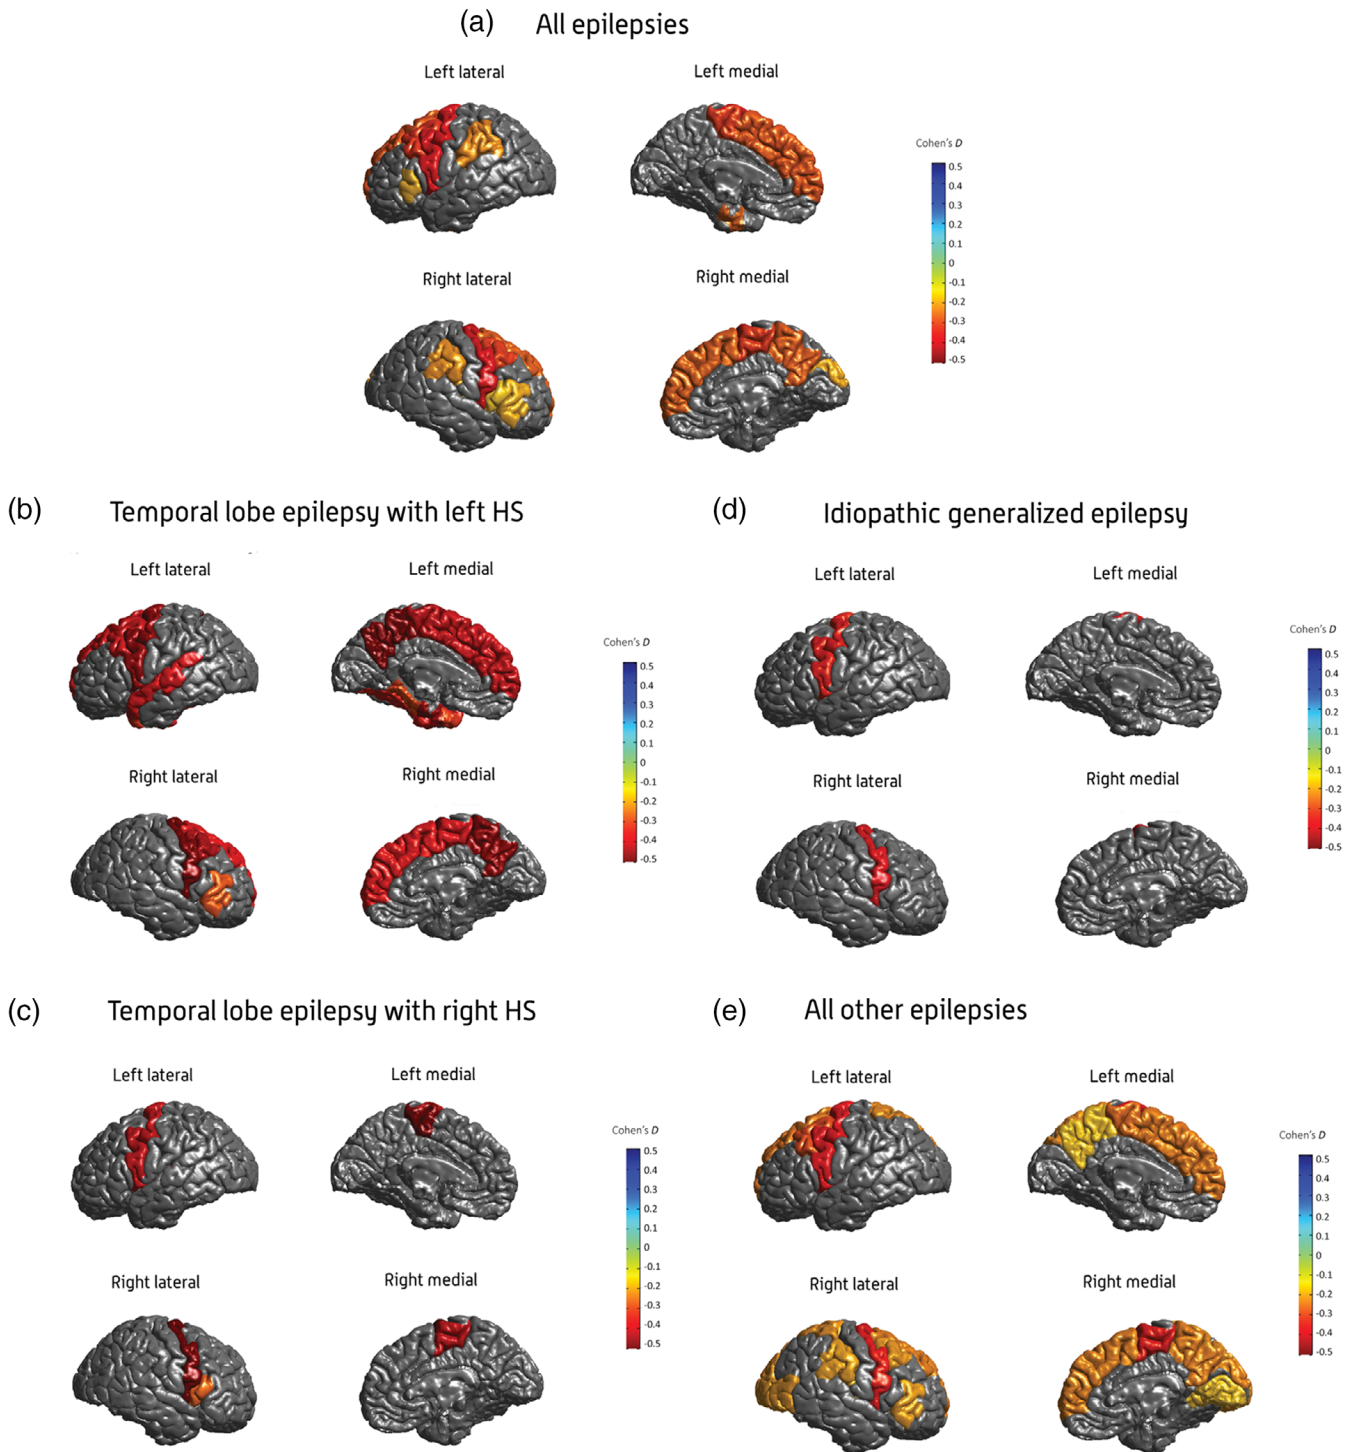 (a) All epilepsies
Left lateral
Left medial
Cohen's D
0.5
0.4
0.3
0.2
0.1
0
-0.1
-0.2
-0.3
-0.4
-0.5
Right lateral
Right medial
(b) Temporal lobe epilepsy with left HS
Left lateral
Left medial
Cohen's D
0.5
0.4
0.3
0.2
0.1
0
-0.1
-0.2
-0.3
-0.4
-0.5
Right lateral
Right medial
(d) Idiopathic generalized epilepsy
Left lateral
Left medial
Cohen's D
0.5
0.4
0.3
0.2
0.1
0
-0.1
-0.2
-0.3
-0.4
-0.5
Right lateral
Right medial
(c) Temporal lobe epilepsy with right HS
Left lateral
Left medial
Cohen's D
0.5
0.4
0.3
0.2
0.1
0
-0.1
-0.2
-0.3
-0.4
-0.5
Right lateral
Right medial
(e) All other epilepsies
Left lateral
Left medial
Cohen's D
0.5
0.4
0.3
0.2
0.1
0
-0.1
-0.2
-0.3
-0.4
-0.5
Right lateral
Right medial